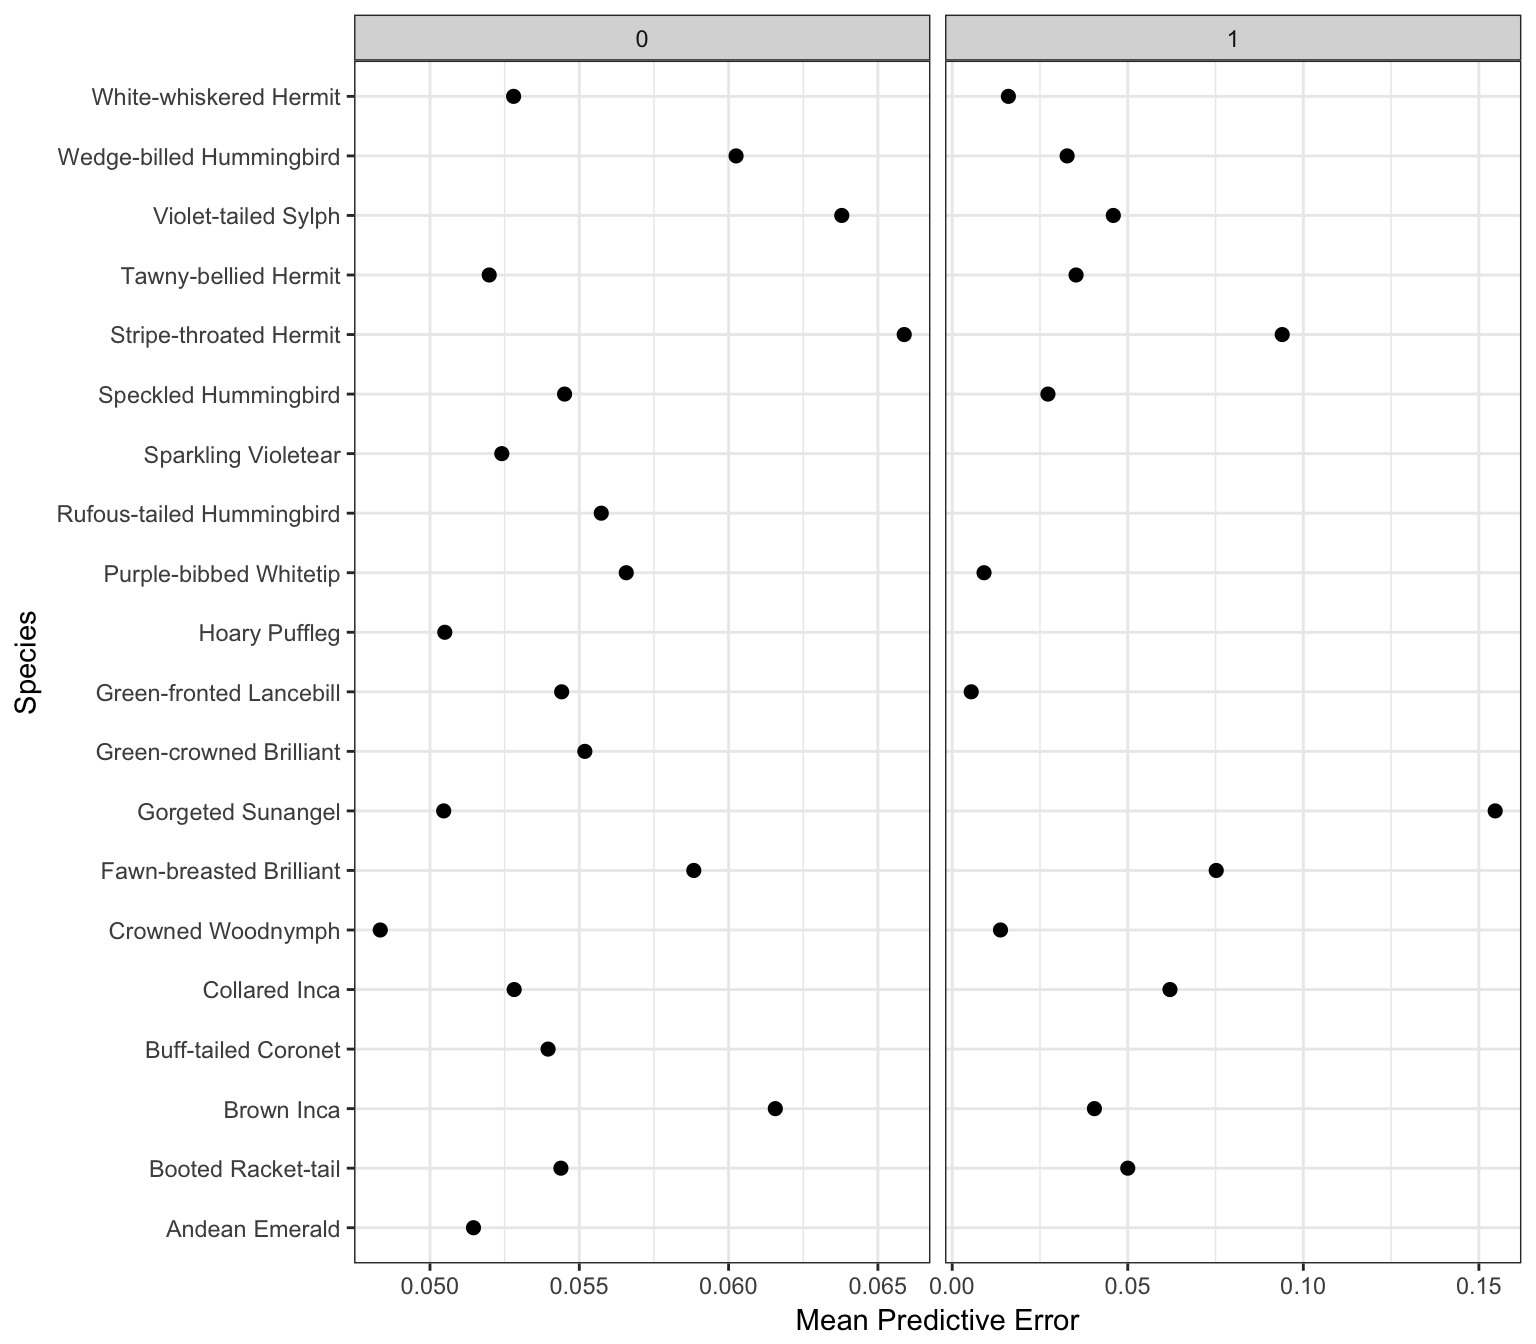 0
1
White-whiskered Hermit
Wedge-billed Hummingbird
Violet-tailed Sylph
Tawny-bellied Hermit
Stripe-throated Hermit
Speckled Hummingbird
Sparkling Violetear
Rufous-tailed Hummingbird
Purple-bibbed Whitetip
Hoary Puffleg
Green-fronted Lancebill
Green-crowned Brilliant
Gorgeted Sunangel
Fawn-breasted Brilliant
Crowned Woodnymph
Collared Inca
Buff-tailed Coronet
Brown Inca
Booted Racket-tail
Andean Emerald
Species
0.050 0.055 0.060 0.065 0.00 0.05 0.10 0.15
Mean Predictive Error